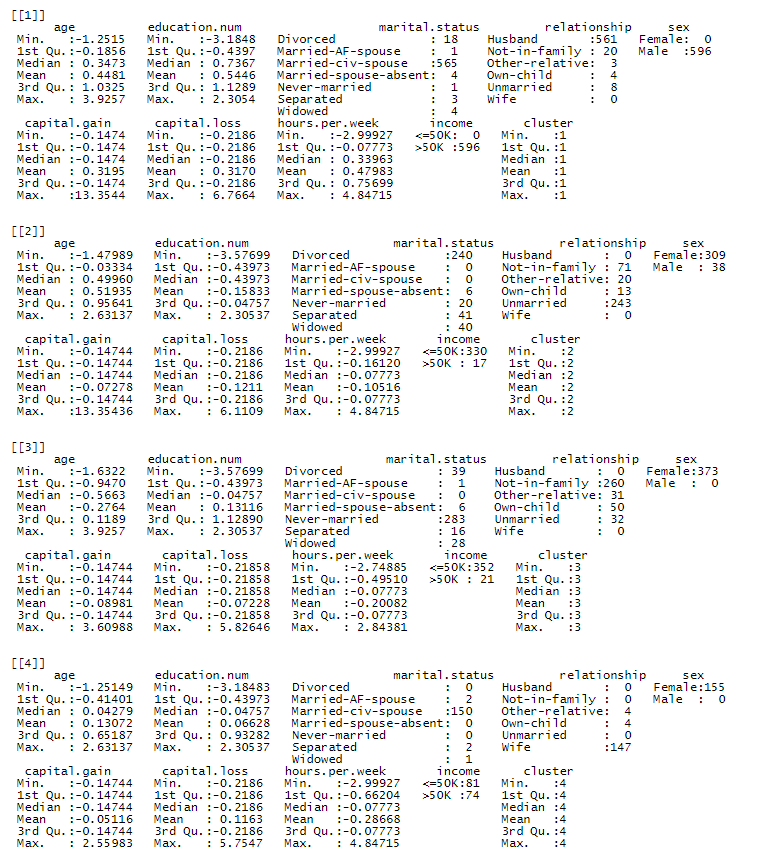 [[1]]
age education.num marital.status relationship sex
Min. :-1.2515 Min. :-3.1848 Divorced : 18 Husband :561 Female: 0
1st Qu.:-0.1856 1st Qu.:-0.4397 Married-AF-spouse : 1 Not-in-family : 20 Male :596
Median : 0.3473 Median : 0.7367 Married-civ-spouse :565 Other-relative: 3
Mean : 0.4481 Mean : 0.5446 Married-spouse-absent: 4 Own-child : 4
3rd Qu.: 1.0325 3rd Qu.: 1.1289 Never-married : 1 Unmarried : 8
Max. : 3.9257 Max. : 2.3054 Separated : 3 Wife : 0
Widowed : 4
capital.gain capital.loss hours.per.week income cluster
Min. :-0.1474 Min. :-0.2186 Min. :-2.99927 <=50K: 0 Min. :1
1st Qu.:-0.1474 1st Qu.:-0.2186 1st Qu.:-0.07773 >50K :596 1st Qu.:1
Median :-0.1474 Median :-0.2186 Median : 0.33963 Median :1
Mean : 0.3195 Mean : 0.3170 Mean : 0.47983 Mean :1
3rd Qu.:-0.1474 3rd Qu.:-0.2186 3rd Qu.: 0.75699 3rd Qu.:1
Max. :13.3544 Max. : 6.7664 Max. : 4.84715 Max. :1
[[2]]
age education.num marital.status relationship sex
Min. :-1.47989 Min. :-3.57699 Divorced :240 Husband : 0 Female:309
1st Qu.:-0.03334 1st Qu.:-0.43973 Married-AF-spouse : 0 Not-in-family : 71 Male : 38
Median : 0.49960 Median :-0.43973 Married-civ-spouse : 0 Other-relative: 20
Mean : 0.51935 Mean :-0.15833 Married-spouse-absent: 6 Own-child : 13
3rd Qu.: 0.95641 3rd Qu.:-0.04757 Never-married : 20 Unmarried :243
Max. : 2.63137 Max. : 2.30537 Separated : 41 Wife : 0
Widowed : 40
capital.gain capital.loss hours.per.week income cluster
Min. :-0.14744 Min. :-0.2186 Min. :-2.99927 <=50K:330 Min. :2
1st Qu.:-0.14744 1st Qu.:-0.2186 1st Qu.:-0.16120 >50K : 17 1st Qu.:2
Median :-0.14744 Median :-0.2186 Median :-0.07773 Median :2
Mean :-0.07278 Mean :-0.1211 Mean :-0.10516 Mean :2
3rd Qu.:-0.14744 3rd Qu.:-0.2186 3rd Qu.:-0.07773 3rd Qu.:2
Max. :13.35436 Max. : 6.1109 Max. : 4.84715 Max. :2
[[3]]
age education.num marital.status relationship sex
Min. :-1.6322 Min. :-3.57699 Divorced : 39 Husband : 0 Female:373
1st Qu.:-0.9470 1st Qu.:-0.43973 Married-AF-spouse : 1 Not-in-family :260 Male : 0
Median :-0.5663 Median :-0.04757 Married-civ-spouse : 0 Other-relative: 31
Mean :-0.2764 Mean : 0.13116 Married-spouse-absent: 6 Own-child : 50
3rd Qu.: 0.1189 3rd Qu.: 1.12890 Never-married :283 Unmarried : 32
Max. : 3.9257 Max. : 2.30537 Separated : 16 Wife : 0
Widowed : 28
capital.gain capital.loss hours.per.week income cluster
Min. :-0.14744 Min. :-0.21858 Min. :-2.74885 <=50K:352 Min. :3
1st Qu.:-0.14744 1st Qu.:-0.21858 1st Qu.:-0.49510 >50K : 21 1st Qu.:3
Median :-0.14744 Median :-0.21858 Median :-0.07773 Median :3
Mean :-0.08981 Mean :-0.07228 Mean :-0.20082 Mean :3
3rd Qu.:-0.14744 3rd Qu.:-0.21858 3rd Qu.:-0.07773 3rd Qu.:3
Max. : 3.60988 Max. : 5.82646 Max. : 2.84381 Max. :3
[[4]]
age education.num marital.status relationship sex
Min. :-1.25149 Min. :-3.18483 Divorced : 0 Husband : 0 Female:155
1st Qu.:-0.41401 1st Qu.:-0.43973 Married-AF-spouse : 2 Not-in-family : 0 Male : 0
Median : 0.04279 Median :-0.04757 Married-civ-spouse :150 Other-relative: 4
Mean : 0.13072 Mean : 0.06628 Married-spouse-absent: 0 Own-child : 4
3rd Qu.: 0.65187 3rd Qu.: 0.93282 Never-married : 0 Unmarried : 0
Max. : 2.63137 Max. : 2.30537 Separated : 2 Wife :147
Widowed : 1
capital.gain capital.loss hours.per.week income cluster
Min. :-0.14744 Min. :-0.2186 Min. :-2.99927 <=50K:81 Min. :4
1st Qu.:-0.14744 1st Qu.:-0.2186 1st Qu.:-0.66204 >50K :74 1st Qu.:4
Median :-0.14744 Median :-0.2186 Median :-0.07773 Median :4
Mean :-0.05116 Mean : 0.1163 Mean :-0.28668 Mean :4
3rd Qu.:-0.14744 3rd Qu.:-0.2186 3rd Qu.:-0.07773 3rd Qu.:4
Max. : 2.55983 Max. : 5.7547 Max. : 4.84715 Max. :4